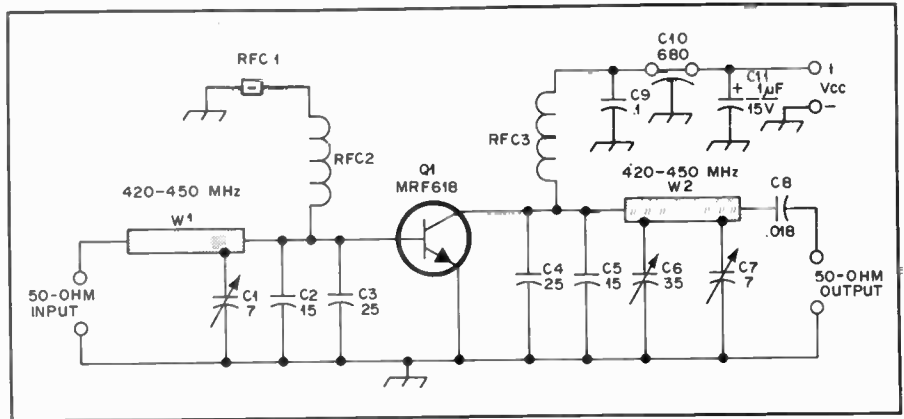 RFC 1
RFC2
420-450 MHz
W1
50-OHM
INPUT
C1
7
C2
15
C3
25
Q1
MRF618
RFC3
C9
.1
C10
680
C11
+ 1µF
15V
+
Vcc
-
420-450 MHz
W2
C8
.018
C4
25
C5
15
C6
35
C7
7
50-OHM
OUTPUT